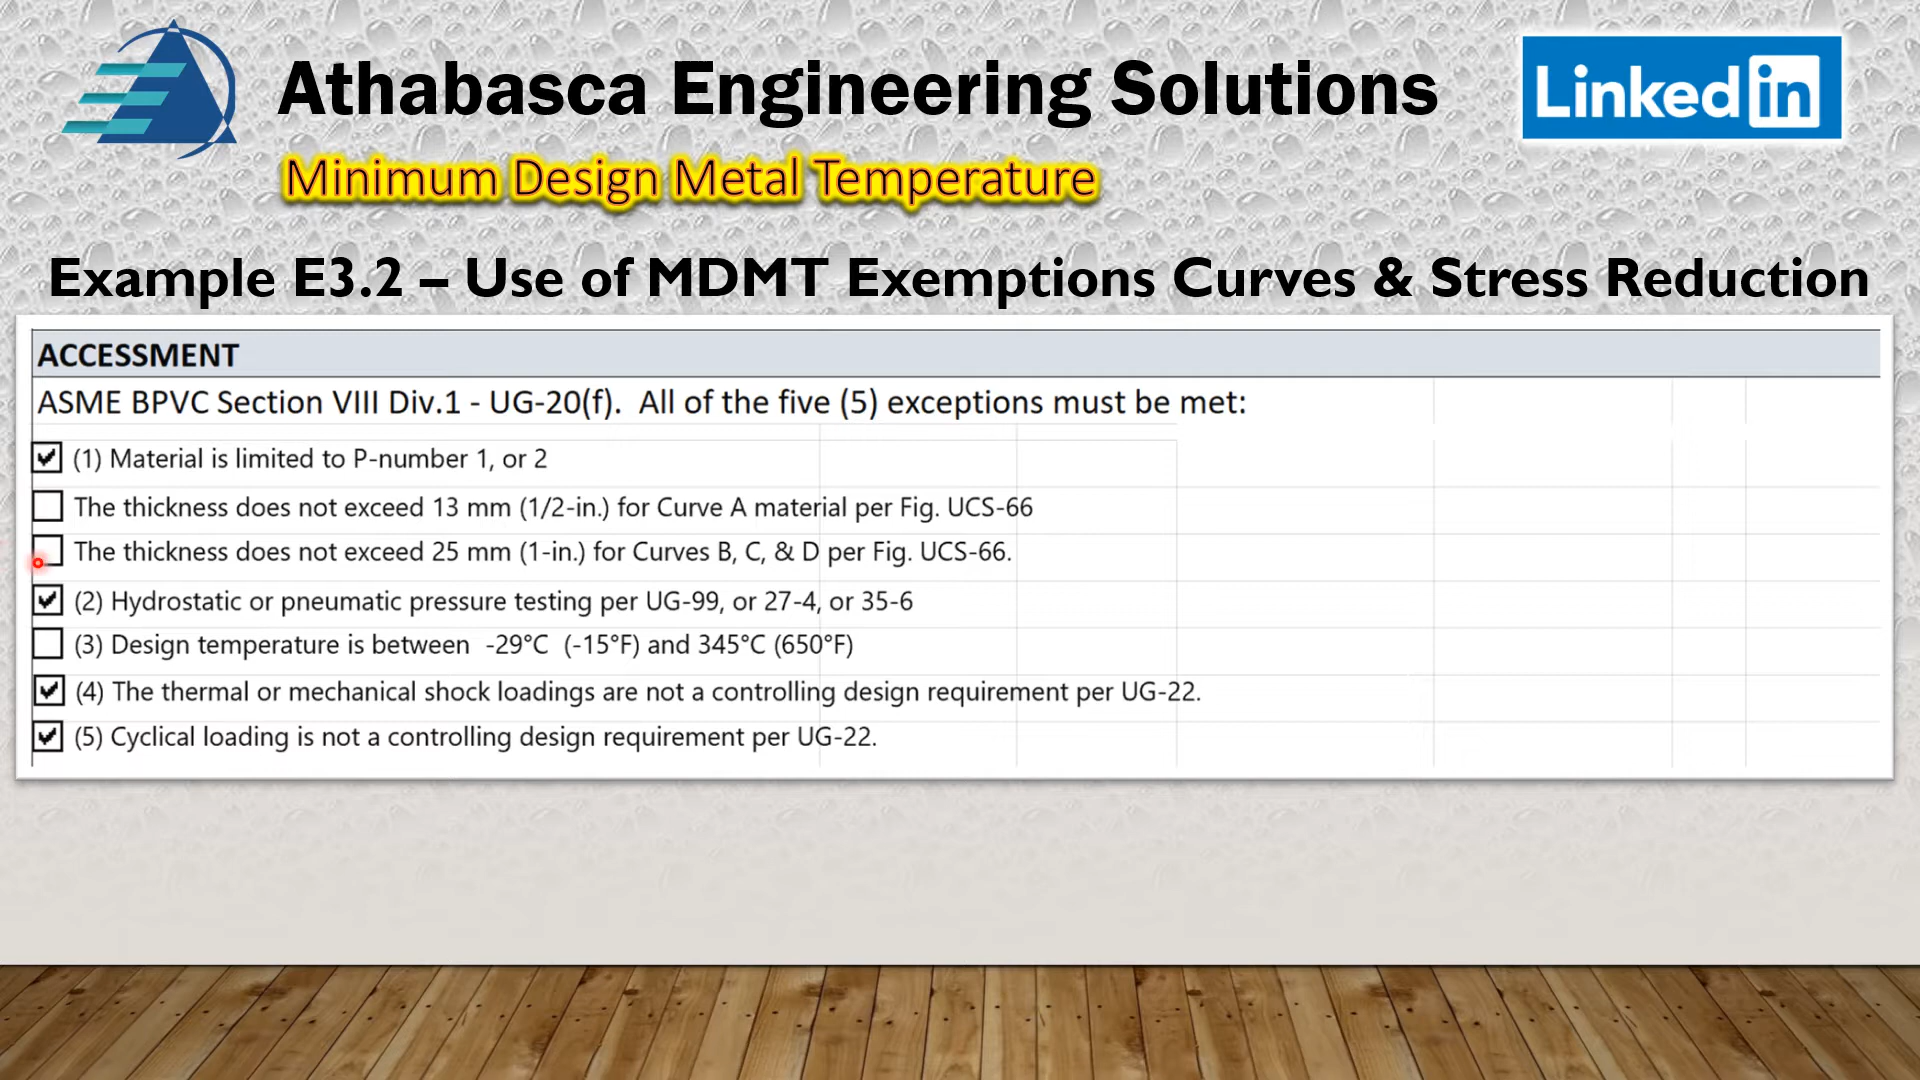 Athabasca Engineering Solutions
Linked in
Minimum Design Metal Temperature
Example E3.2 – Use of MDMT Exemptions Curves & Stress Reduction
ACCESSMENT
ASME BPVC Section VIII Div.1 - UG-20(f).  All of the five (5) exceptions must be met:
(1) Material is limited to P-number 1, or 2
The thickness does not exceed 13 mm (1/2-in.) for Curve A material per Fig. UCS-66
The thickness does not exceed 25 mm (1-in.) for Curves B, C, & D per Fig. UCS-66.
(2) Hydrostatic or pneumatic pressure testing per UG-99, or 27-4, or 35-6
(3) Design temperature is between  -29°C  (-15°F) and 345°C (650°F)
(4) The thermal or mechanical shock loadings are not a controlling design requirement per UG-22.
(5) Cyclical loading is not a controlling design requirement per UG-22.